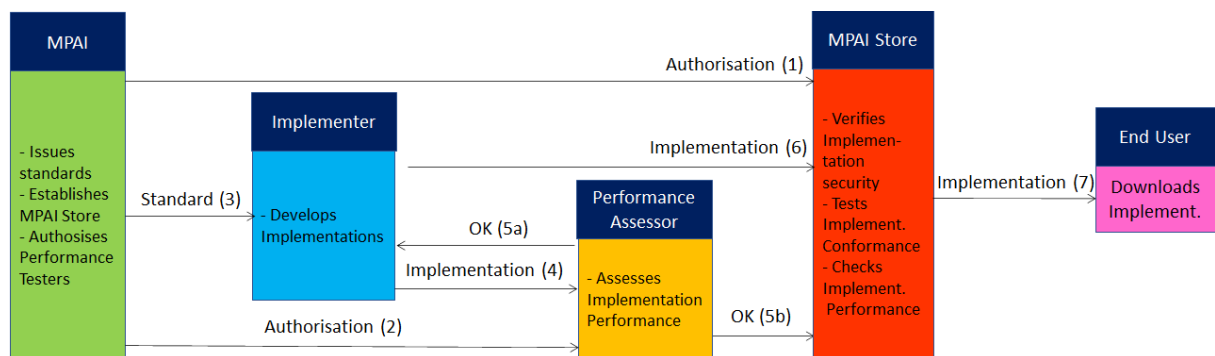 MPAI
- Issues
standards
- Establishes
MPAI Store
- Authosises
Performance
Testers
Authorisation (1)
Standard (3)
Authorisation (2)
Implementer
- Develops
Implementations
Implementation (6)
OK (5a)
Implementation (4)
Performance
Assessor
- Assesses
Implementation
Performance
OK (5b)
MPAI Store
- Verifies
Implemen-
tation
security
- Tests
Implement.
Conformance
- Checks
Implement.
Performance
Implementation (7)
End User
Downloads
Implement.